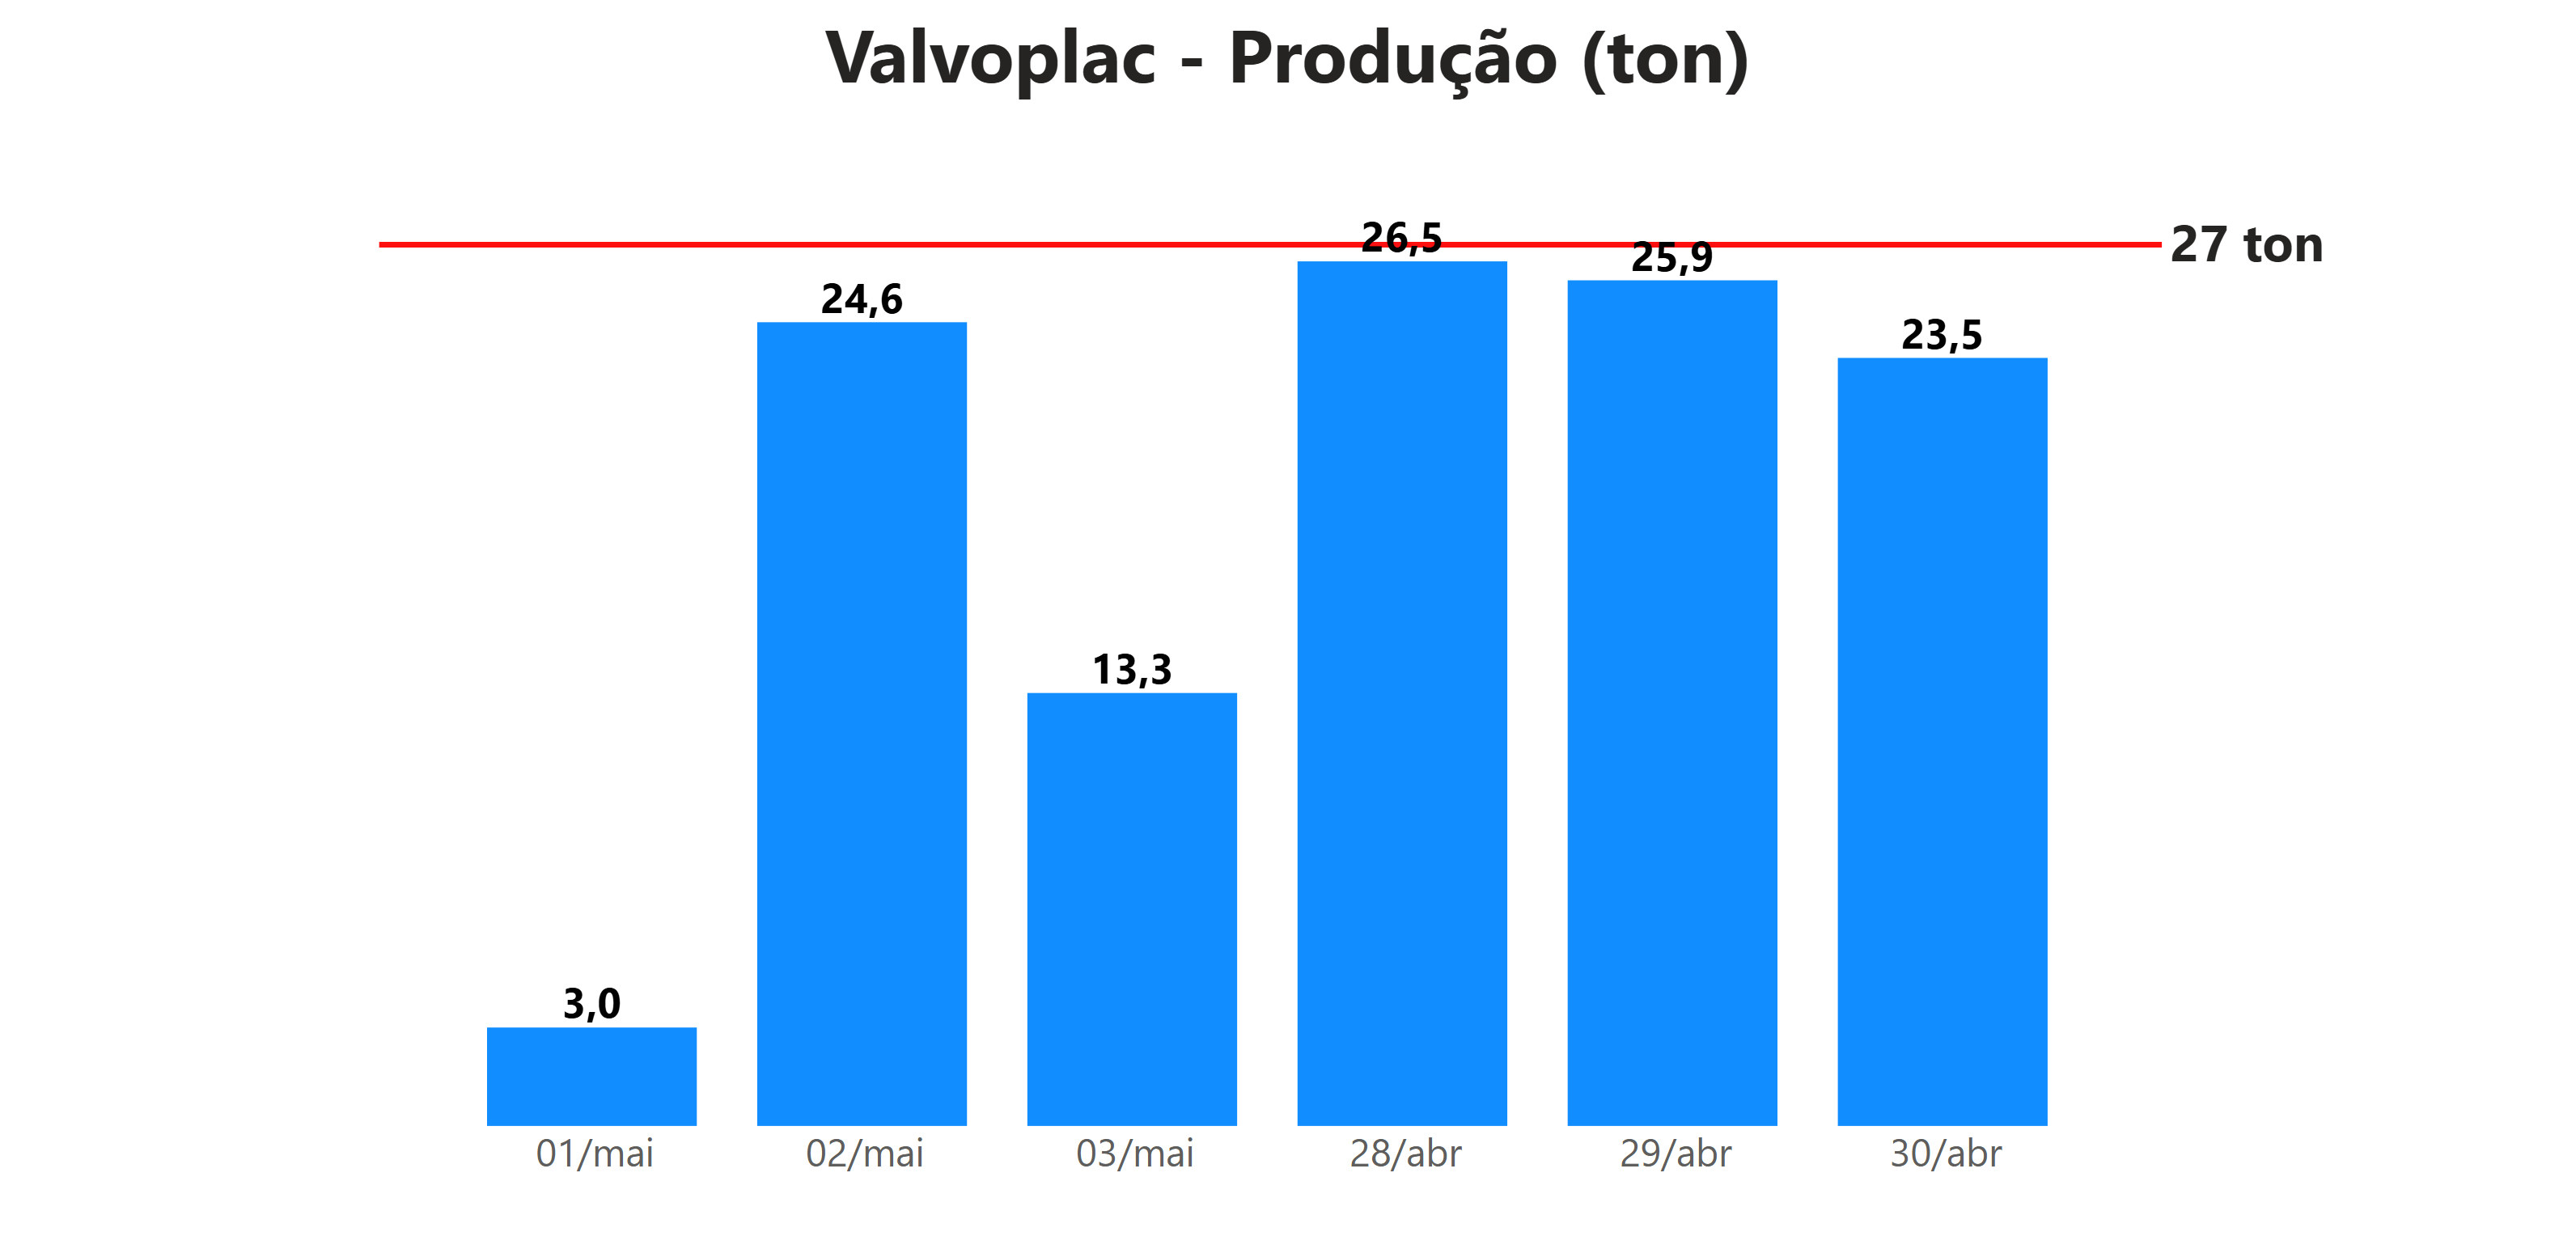 Valvoplac - Produção (ton)
27 ton
3,0
24,6
13,3
26,5
25,9
23,5
01/mai
02/mai
03/mai
28/abr
29/abr
30/abr